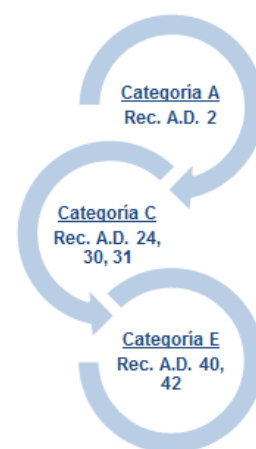 Categoría A
Rec. A.D. 2
Categoría C
Rec. A.D. 24,
30, 31
Categoría E
Rec. A.D. 40,
42